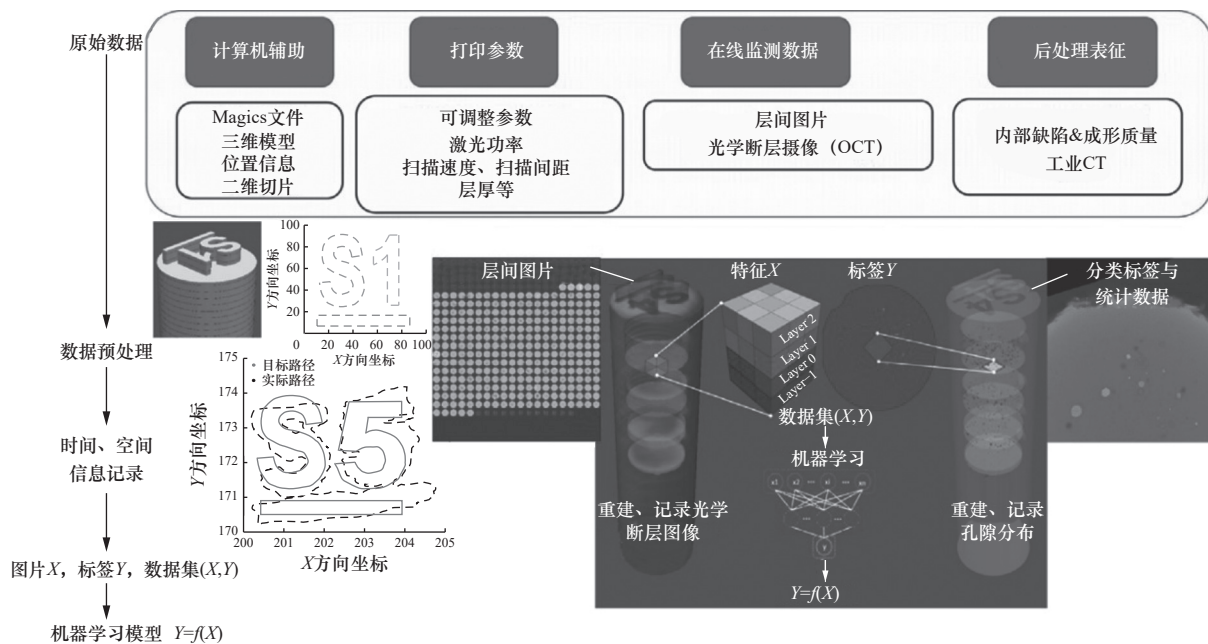 原始数据
计算机辅助
打印参数
在线监测数据
后处理表征
Magics文件
三维模型
位置信息
二维切片
可调整参数
激光功率
扫描速度、扫描间距
层厚等
层间图片
光学断层摄像（OCT）
内部缺陷&成形质量
工业CT
数据预处理
时间、空间
信息记录
图片X，标签Y，数据集(X,Y)
机器学习模型 Y=f(X)
100
80
60
40
20
0 20 40 60 80 100
Y方向坐标
X方向坐标
S1
175
174
173
172
171
170
200 201 202 203 204 205
Y方向坐标
X方向坐标
目标路径
实际路径
S5
层间图片
特征X
标签Y
分类标签与
统计数据
Layer 2
Layer 1
Layer 0
Layer−1
数据集(X,Y)
机器学习
重建、记录光学
断层图像
重建、记录
孔隙分布
Y=f(X)